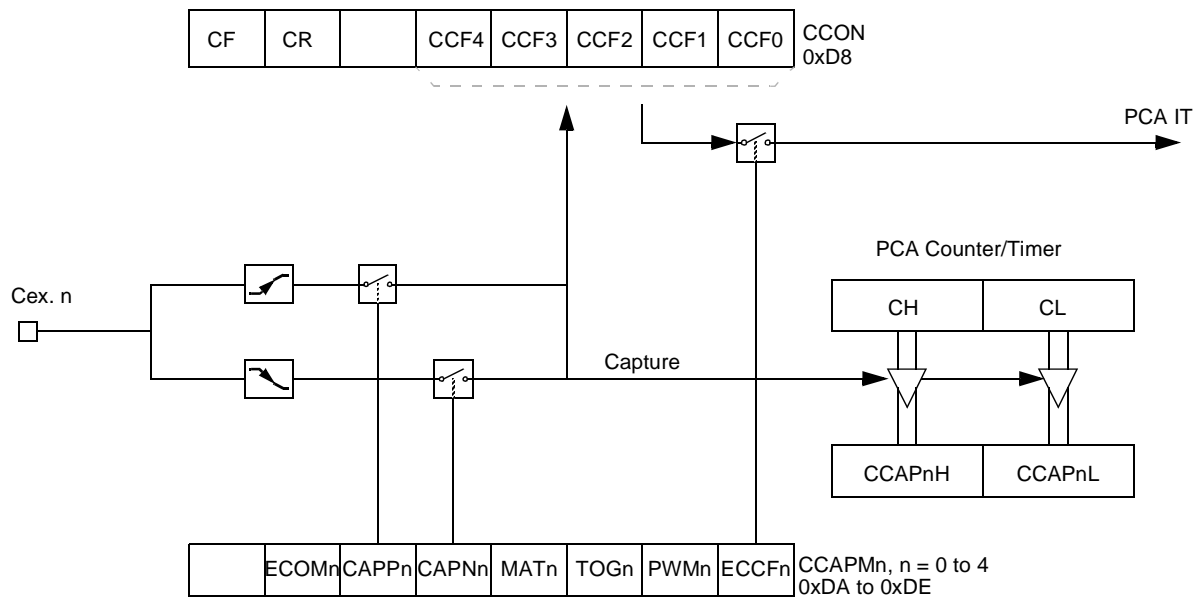 CF CR CCF4 CCF3 CCF2 CCF1 CCF0 CCON
0xD8
PCA IT
PCA Counter/Timer
Cex. n
CH CL
Capture
CCAPnH CCAPnL
ECOMn CAPPn CAPNn MATn TOGn PWMn ECCFn CCAPMn, n = 0 to 4
0xDA to 0xDE